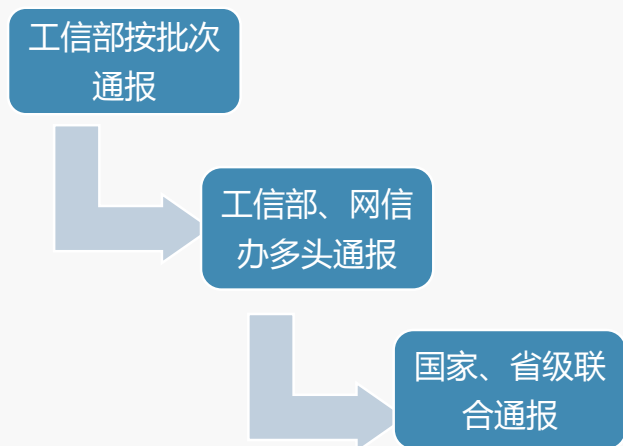 工信部按批次
通报
工信部、网信
办多头通报
国家、省级联
合通报